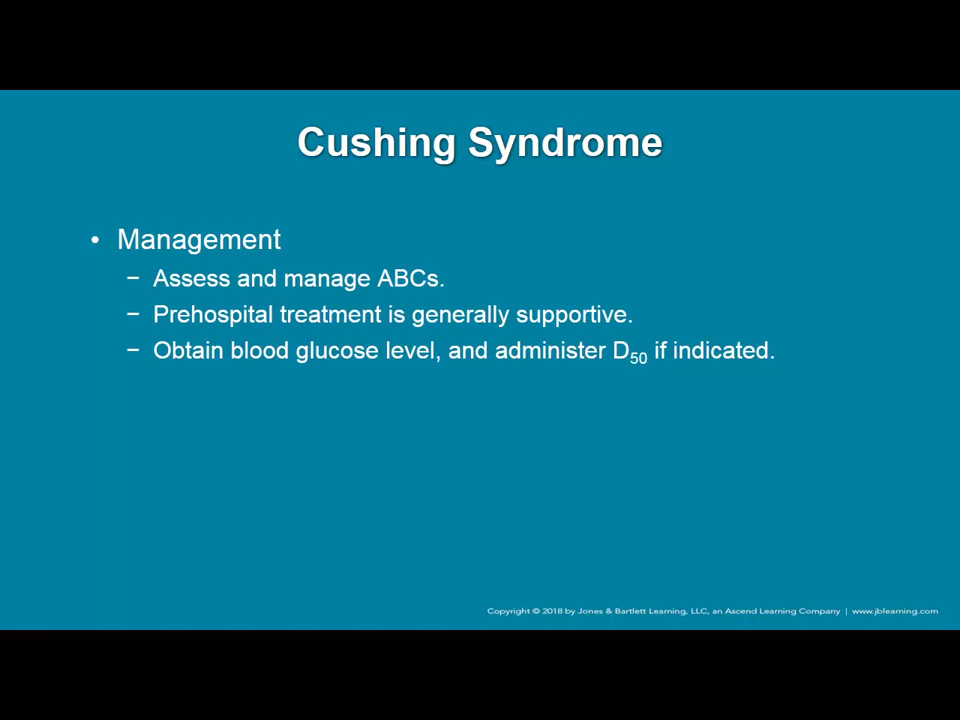 Cushing Syndrome
• Management
− Assess and manage ABCs.
− Prehospital treatment is generally supportive.
− Obtain blood glucose level, and administer D50 if indicated.
Copyright © 2018 by Jones & Bartlett Learning, LLC, an Ascend Learning Company | www.jblearning.com